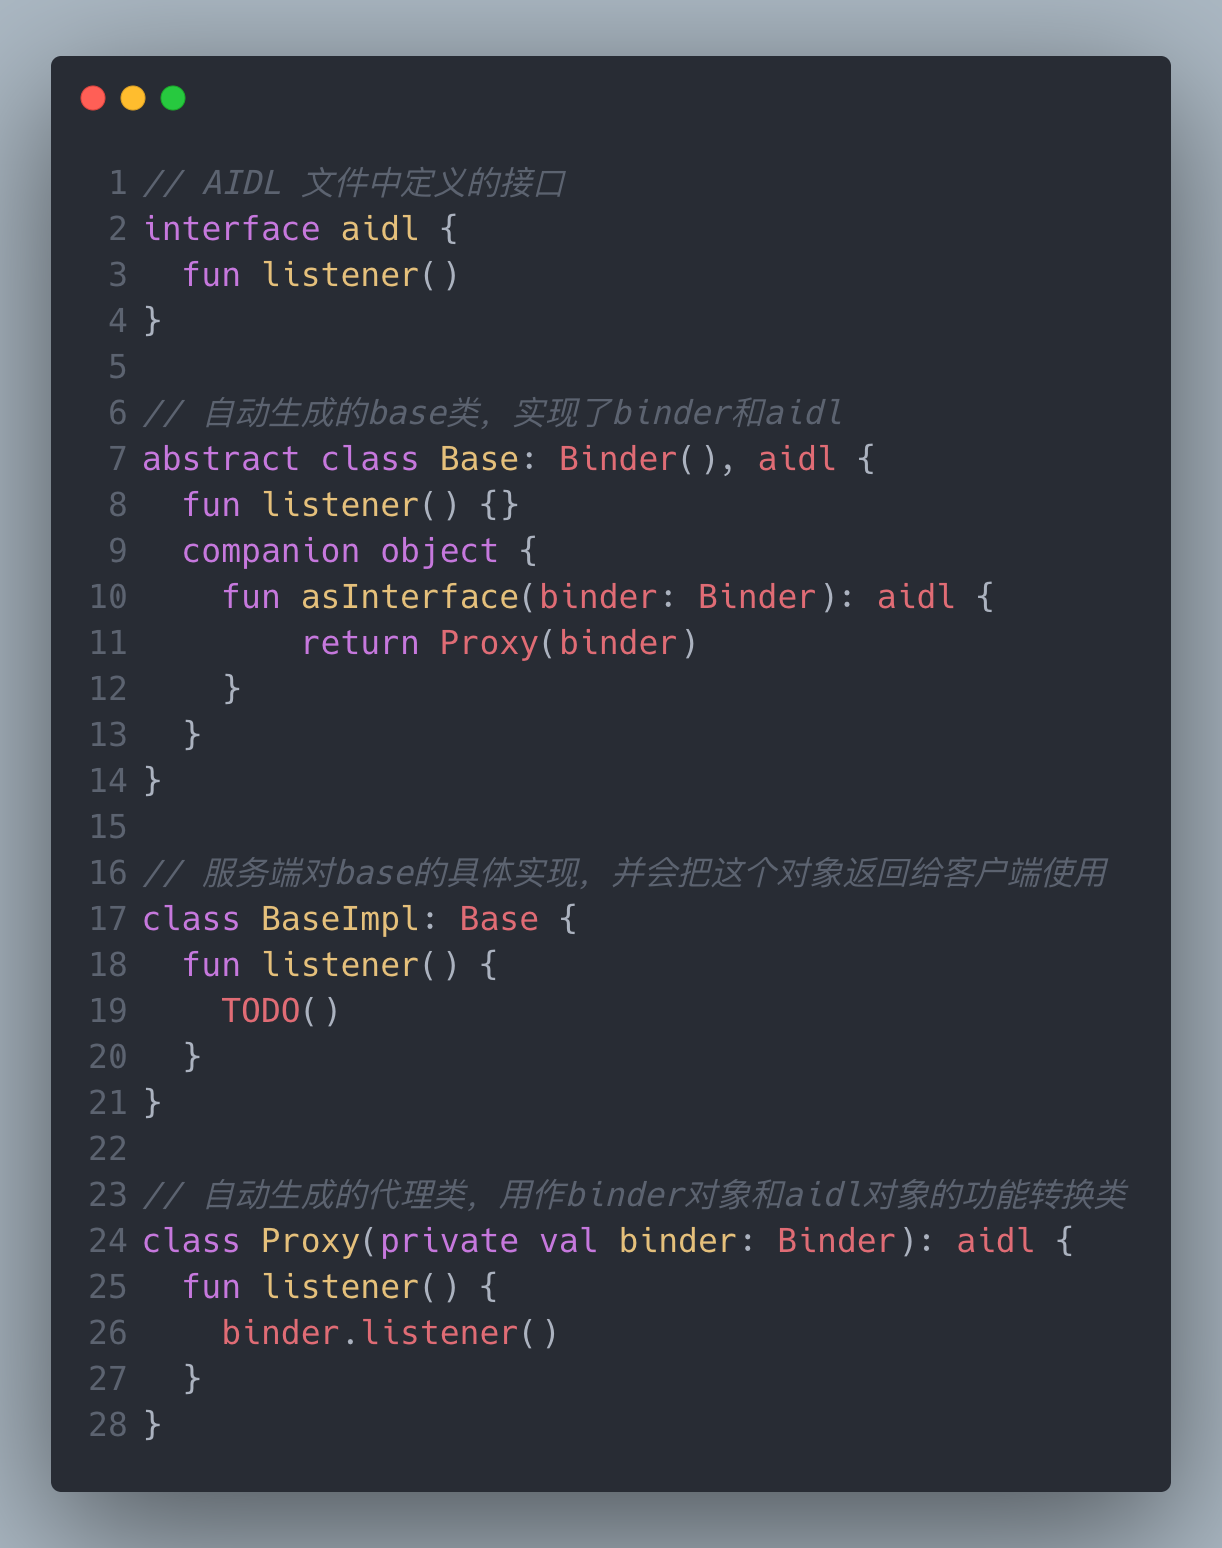 1 // AIDL 文件中定义的接口
2 interface aidl {
3   fun listener()
4 }
5
6 // 自动生成的base类，实现了binder和aidl
7 abstract class Base: Binder(), aidl {
8   fun listener() {}
9   companion object {
10     fun asInterface(binder: Binder): aidl {
11         return Proxy(binder)
12     }
13   }
14 }
15
16 // 服务端对base的具体实现，并会把这个对象返回给客户端使用
17 class BaseImpl: Base {
18   fun listener() {
19     TODO()
20   }
21 }
22
23 // 自动生成的代理类，用作binder对象和aidl对象的功能转换类
24 class Proxy(private val binder: Binder): aidl {
25   fun listener() {
26     binder.listener()
27   }
28 }